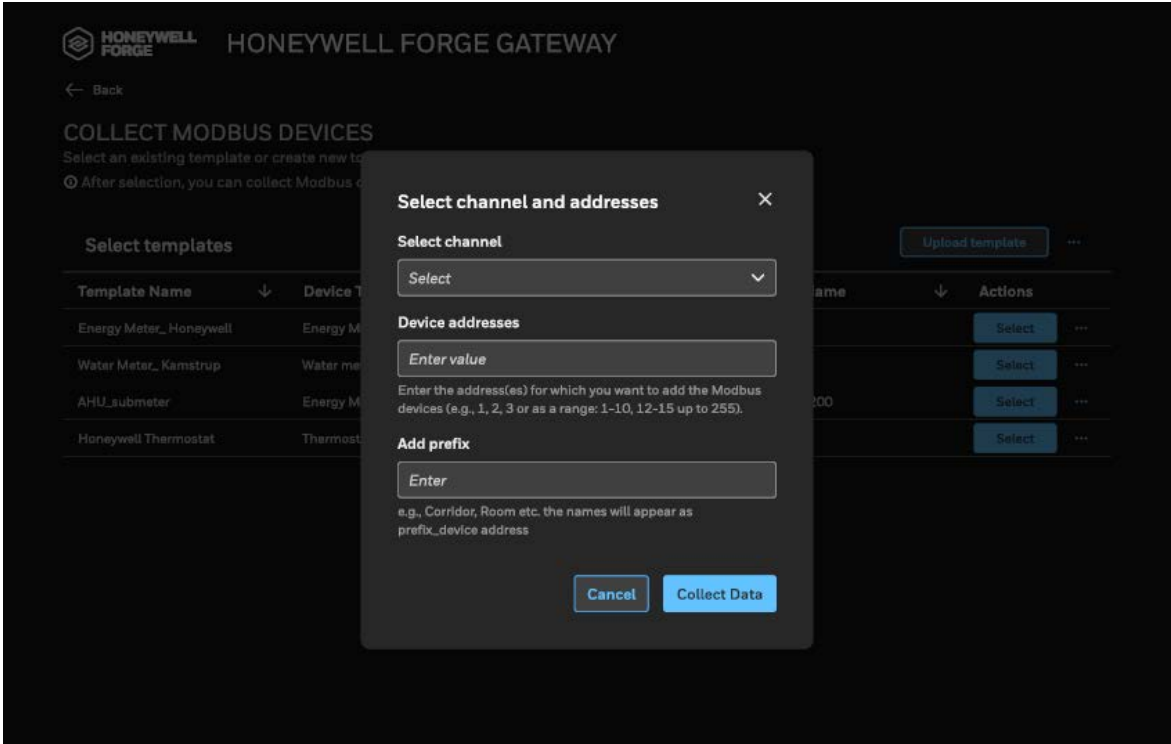 HONEYWELL FORGE
HONEYWELL FORGE GATEWAY
Back
COLLECT MODBUS DEVICES
Select an existing template or create new to
After selection, you can collect Modbus
Select templates
Upload template
Template Name
Device T
ame
Actions
Energy Meter_ Honeywell
Energy M
Select
Water Meter_ Kamstrup
Water me
Select
AHU_submeter
Energy M
200
Select
Honeywell Thermostat
Thermost
Select
Select channel and addresses
Select channel
Select
Device addresses
Enter value
Enter the address(es) for which you want to add the Modbus
devices (e.g., 1, 2, 3 or as a range: 1-10, 12-15 up to 255).
Add prefix
Enter
e.g., Corridor, Room etc. the names will appear as
prefix_device address
Cancel
Collect Data